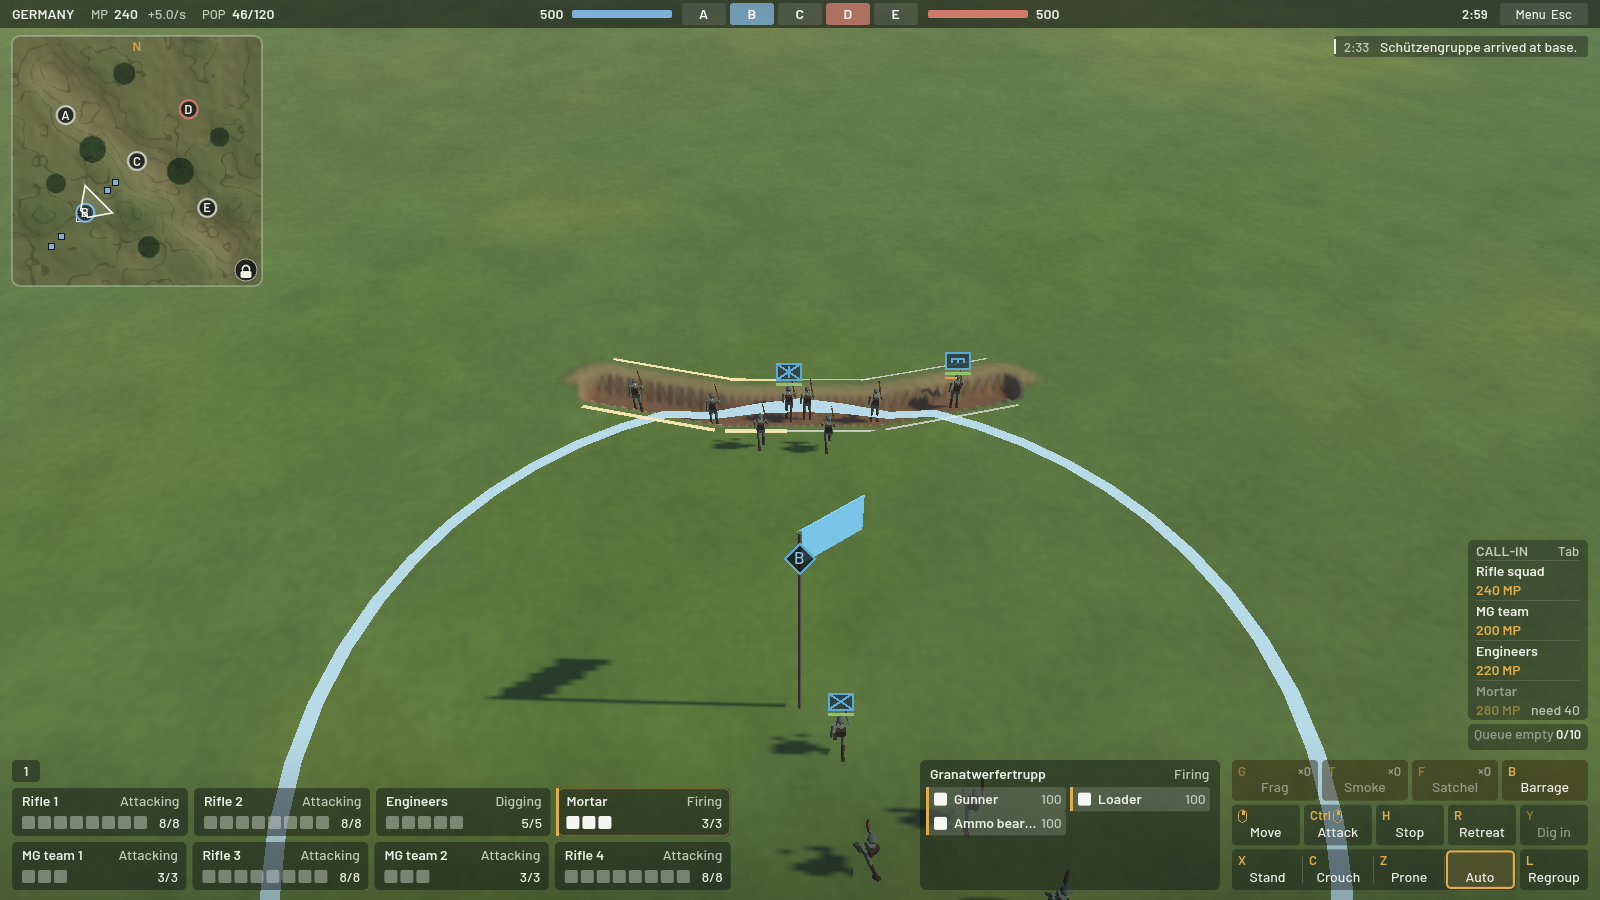 GERMANY MP 240 +5.0/s POP 46/120
500 A B C D E 500
2:59 Menu Esc
N
A
D
C
B
E
2:33 Schützengruppe arrived at base.
B
CALL-IN Tab
Rifle squad
240 MP
MG team
200 MP
Engineers
220 MP
Mortar
280 MP need 40
Queue empty 0/10
1
Rifle 1 Attacking
8/8
Rifle 2 Attacking
8/8
Engineers Digging
5/5
Mortar Firing
3/3
MG team 1 Attacking
3/3
Rifle 3 Attacking
8/8
MG team 2 Attacking
3/3
Rifle 4 Attacking
8/8
Granatwerfertrupp Firing
Gunner 100
Loader 100
Ammo bear... 100
G ×0
Frag
T ×0
Smoke
F ×0
Satchel
B
Barrage
Move
Ctrl
Attack
H
Stop
R
Retreat
Y
Dig in
X
Stand
C
Crouch
Z
Prone
Auto
L
Regroup